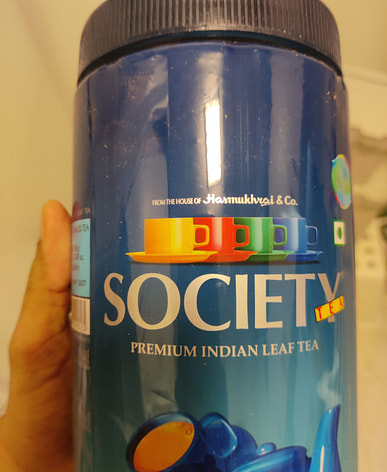 FROM THE HOUSE OF Hasmukhrai & Co.
SOCIETY
TEA
PREMIUM INDIAN LEAF TEA